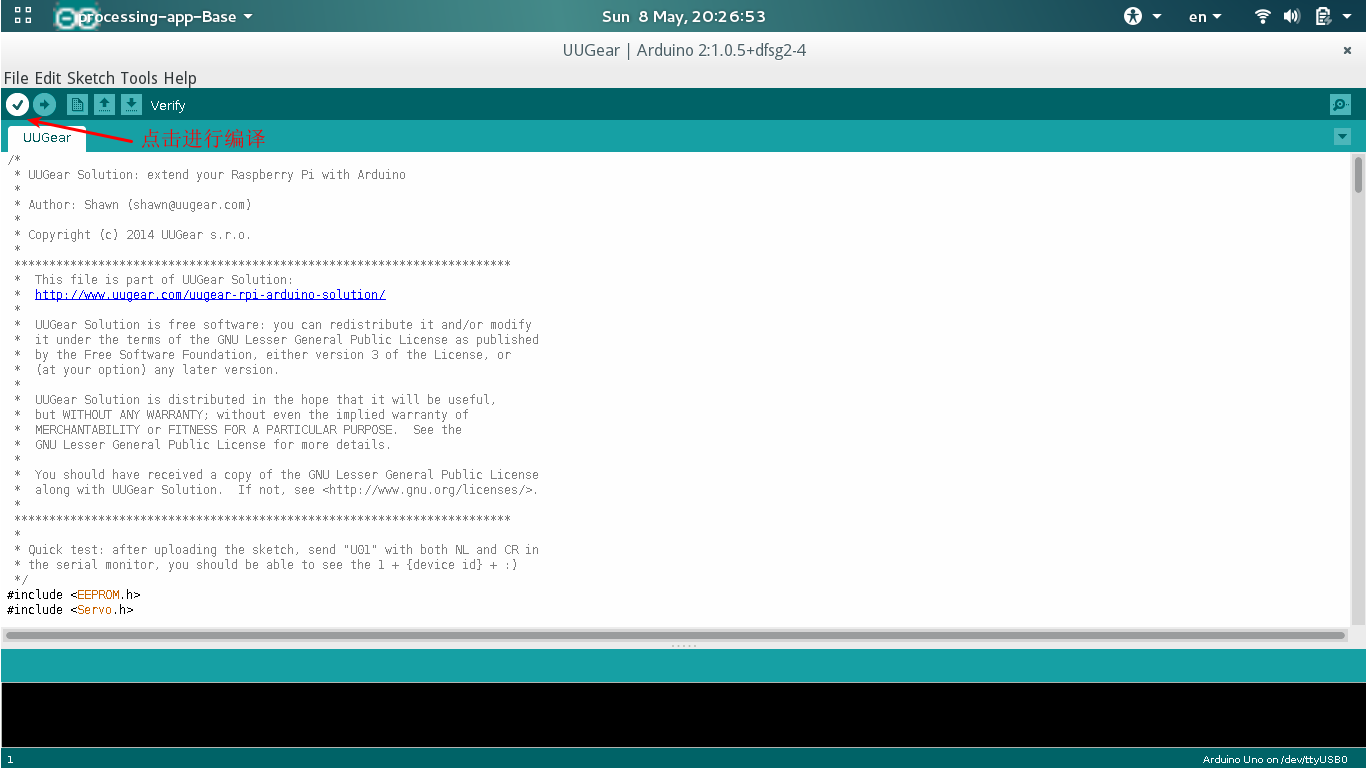 processing-app-Base
Sun 8 May, 20:26:53
en
UUGear | Arduino 2:1.0.5+dfsg2-4
File Edit Sketch Tools Help
Verify
UUGear
点击进行编译
/*
* UUGear Solution: extend your Raspberry Pi with Arduino
*
* Author: Shawn (shawn@uugear.com)
*
* Copyright (c) 2014 UUGear s.r.o.
*
***********************************************************************
* This file is part of UUGear Solution:
* http://www.uugear.com/uugear-rpi-arduino-solution/
*
* UUGear Solution is free software: you can redistribute it and/or modify
* it under the terms of the GNU Lesser General Public License as published
* by the Free Software Foundation, either version 3 of the License, or
* (at your option) any later version.
*
* UUGear Solution is distributed in the hope that it will be useful,
* but WITHOUT ANY WARRANTY; without even the implied warranty of
* MERCHANTABILITY or FITNESS FOR A PARTICULAR PURPOSE. See the
* GNU Lesser General Public License for more details.
*
* You should have received a copy of the GNU Lesser General Public License
* along with UUGear Solution. If not, see <http://www.gnu.org/licenses/>.
*
***********************************************************************
*
* Quick test: after uploading the sketch, send "U01" with both NL and CR in
* the serial monitor, you should be able to see the 1 + {device id} + :)
*/
#include <EEPROM.h>
#include <Servo.h>
1
Arduino Uno on /dev/ttyUSB0